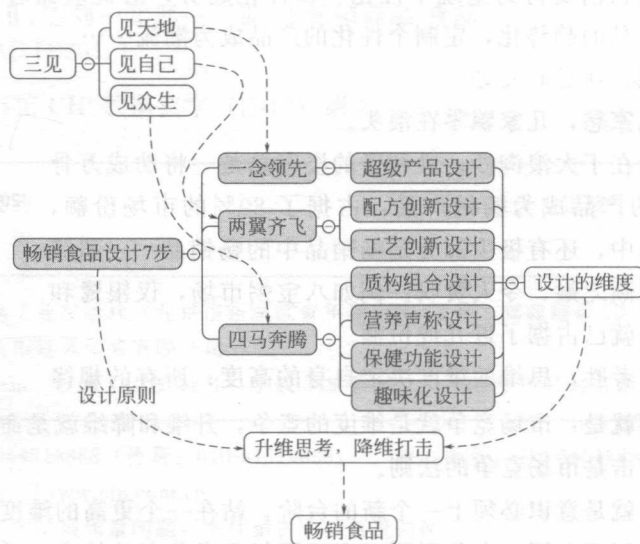 见天地
三见
见自己
见众生
一念领先
超级产品设计
配方创新设计
两翼齐飞
工艺创新设计
畅销食品设计7步
质构组合设计
设计的维度
营养声称设计
四马奔腾
保健功能设计
趣味化设计
设计原则
升维思考，降维打击
畅销食品